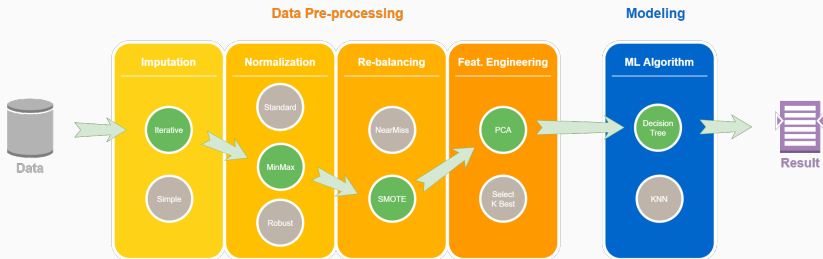 Data Pre-processing
Modeling
Imputation
Normalization
Re-balancing
Feat. Engineering
ML Algorithm
Standard
Iterative
NearMiss
PCA
Decision
Tree
MinMax
Data
Result
Simple
SMOTE
Select
K Best
KNN
Robust